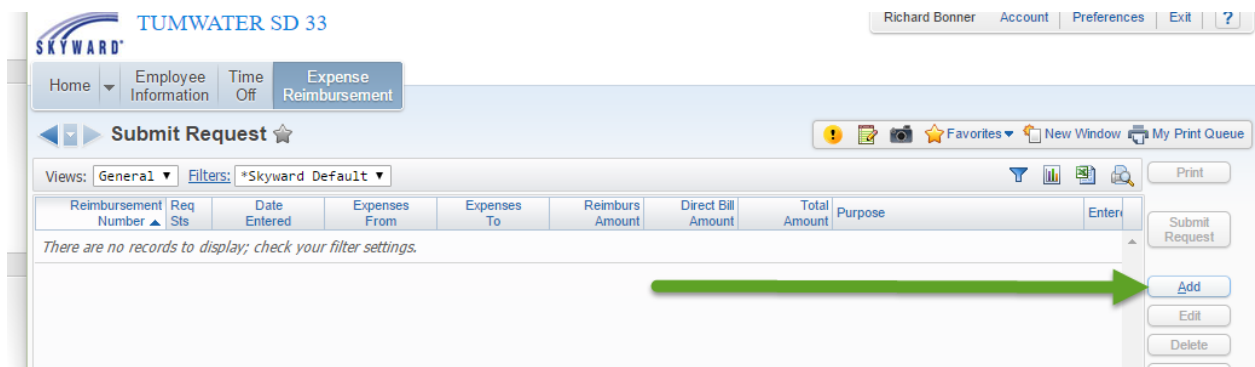 TUMWATER SD 33
SKYWARD
Richard Bonner Account Preferences Exit ?
Home Employee Information Time Off Expense Reimbursement
Submit Request
Favorites New Window My Print Queue
Views: General Filters: *Skyward Default
Print
Reimbursement Number Req Sts Date Entered Expenses From Expenses To Reimburs Amount Direct Bill Amount Total Amount Purpose Entere
There are no records to display; check your filter settings.
Submit Request
Add
Edit
Delete